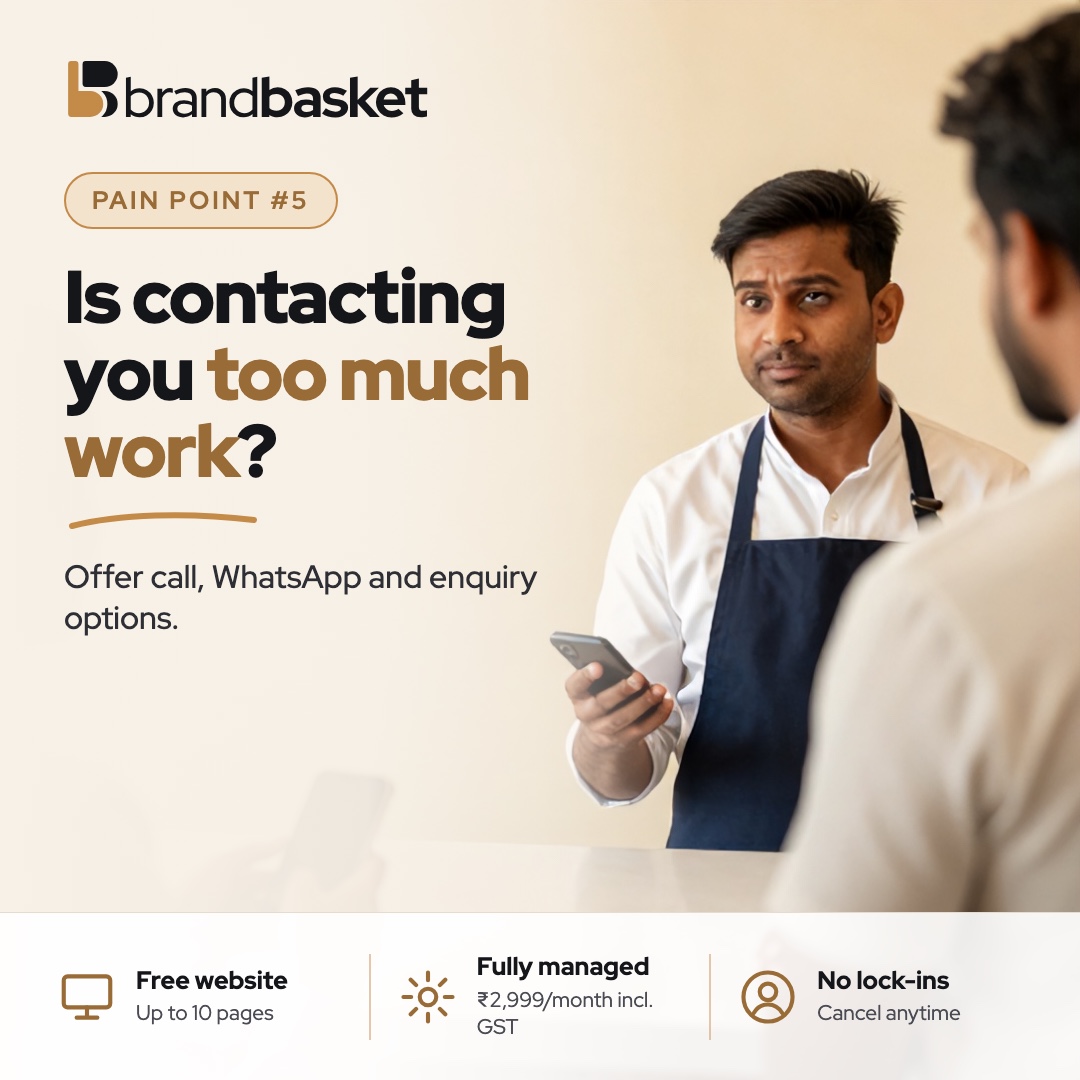 brandbasket
PAIN POINT #5
Is contacting
you too much
work?
Offer call, WhatsApp and enquiry
options.
Free website
Up to 10 pages
Fully managed
₹2,999/month incl.
GST
No lock-ins
Cancel anytime